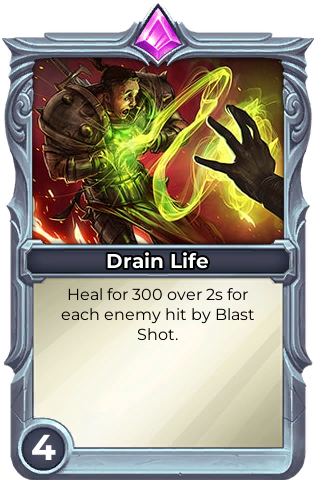 Drain Life
Heal for 300 over 2s for
each enemy hit by Blast
Shot.
4